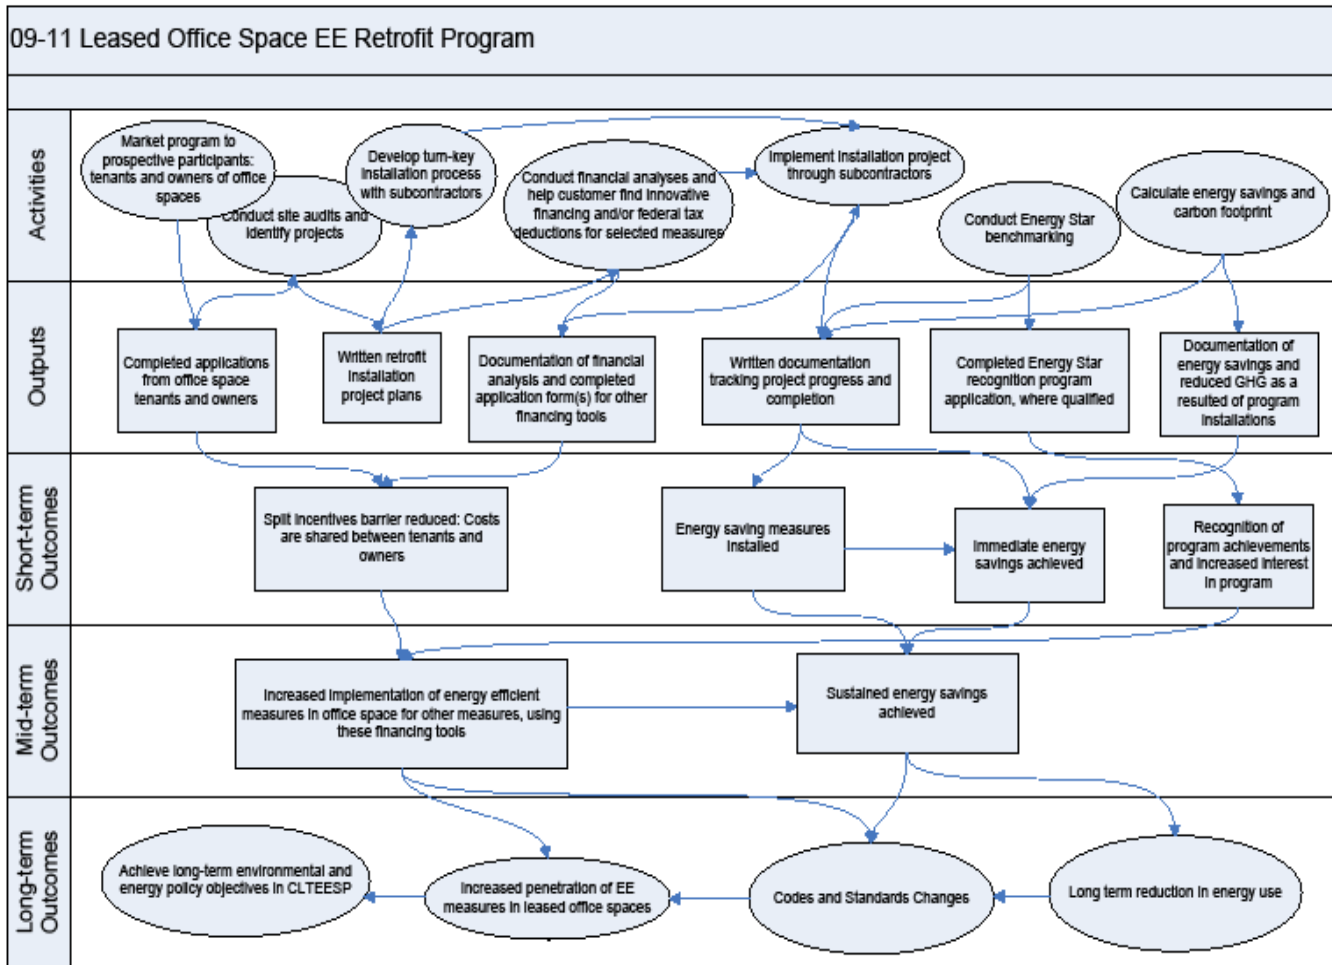 09-11 Leased Office Space EE Retrofit Program
Activities
Market program to
prospective participants:
tenants and owners of office
spaces
Conduct site audits and
identify projects
Develop turn-key
installation process
with subcontractors
Conduct financial analyses and
help customer find innovative
financing and/or federal tax
deductions for selected measures
Implement installation project
through subcontractors
Conduct Energy Star
benchmarking
Calculate energy savings and
carbon footprint
Outputs
Completed applications
from office space
tenants and owners
Written retrofit
installation
project plans
Documentation of financial
analysis and completed
application form(s) for other
financing tools
Written documentation
tracking project progress and
completion
Completed Energy Star
recognition program
application, where qualified
Documentation of
energy savings and
reduced GHG as a
resulted of program
installations
Short-term
Outcomes
Split incentives barrier reduced: Costs
are shared between tenants and
owners
Energy saving measures
installed
Immediate energy
savings achieved
Recognition of
program achievements
and increased interest
in program
Mid-term
Outcomes
Increased implementation of energy efficient
measures in office space for other measures, using
these financing tools
Sustained energy savings
achieved
Long-term
Outcomes
Achieve long-term environmental and
energy policy objectives in CLTEESP
Increased penetration of EE
measures in leased office spaces
Codes and Standards Changes
Long term reduction in energy use